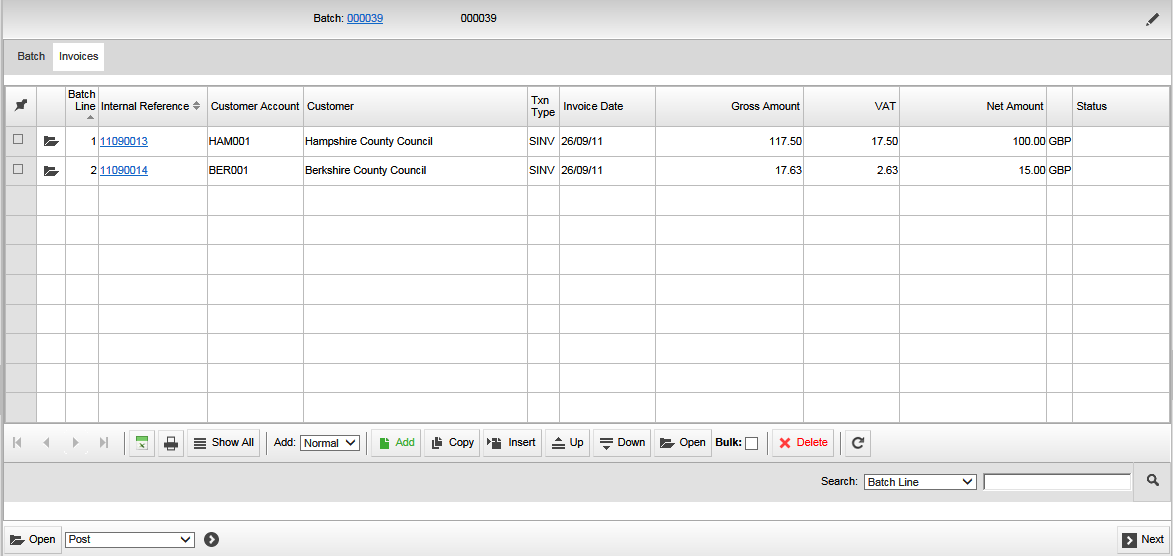 Batch: 000039 000039
Batch Invoices
Batch Line Internal Reference Customer Account Customer Txn Type Invoice Date Gross Amount VAT Net Amount Status
1 11090013 HAM001 Hampshire County Council SINV 26/09/11 117.50 17.50 100.00 GBP
2 11090014 BER001 Berkshire County Council SINV 26/09/11 17.63 2.63 15.00 GBP
Show All Add: Normal Add Copy Insert Up Down Open Bulk: Delete
Search: Batch Line
Open Post Next